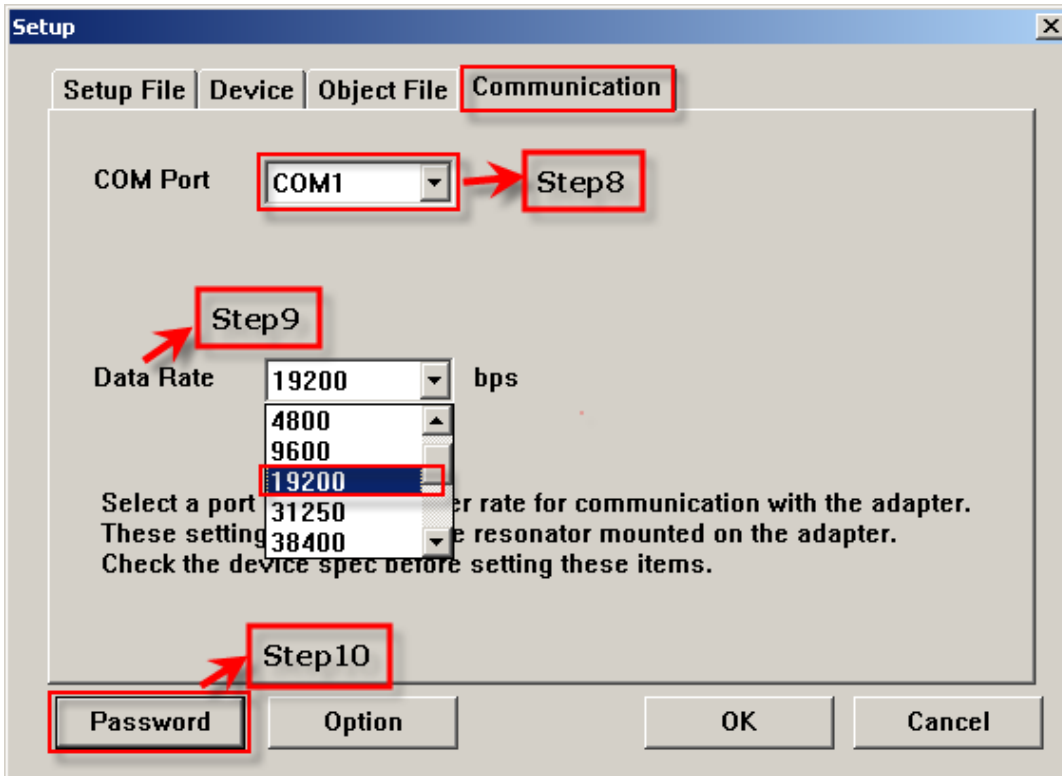 Setup
Setup File Device Object File Communication
COM Port COM1 Step8
Step9
Data Rate 19200 bps
4800
9600
19200
31250
38400
Select a port er rate for communication with the adapter.
These setting e resonator mounted on the adapter.
Check the device spec before setting these items.
Step10
Password Option OK Cancel